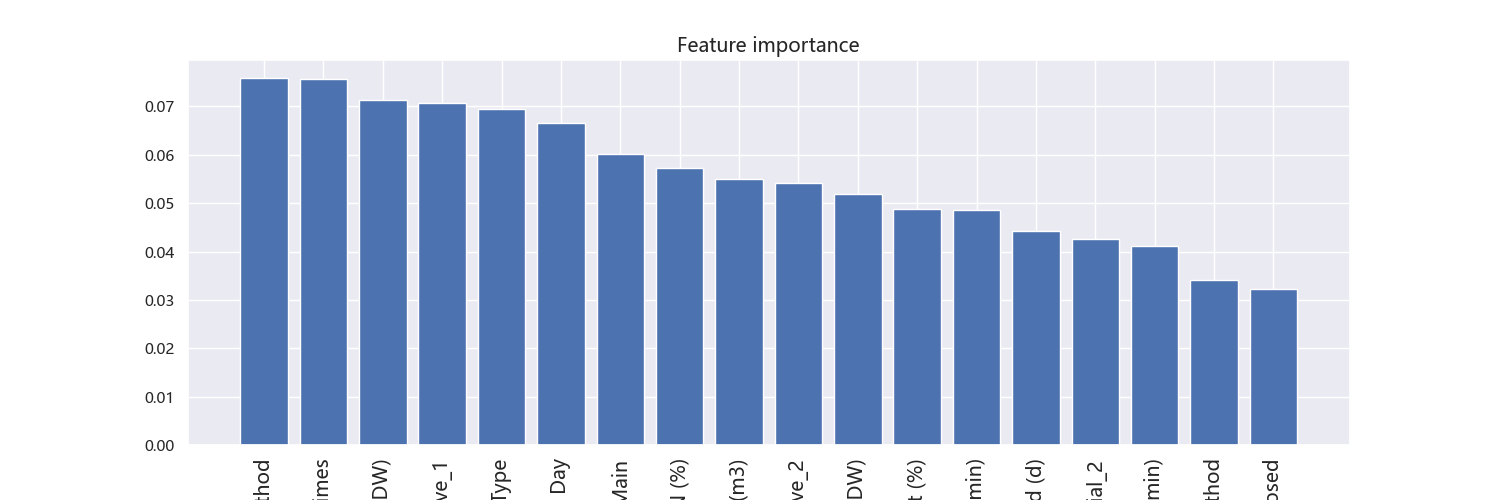 Feature importance
0.07
0.06
0.05
0.04
0.03
0.02
0.01
0.00
thod
imes
DW)
ve_1
Type
Day
Main
(%)
(m3)
ve_2
DW)
t (%)
min)
d (d)
ial_2
min)
thod
osed